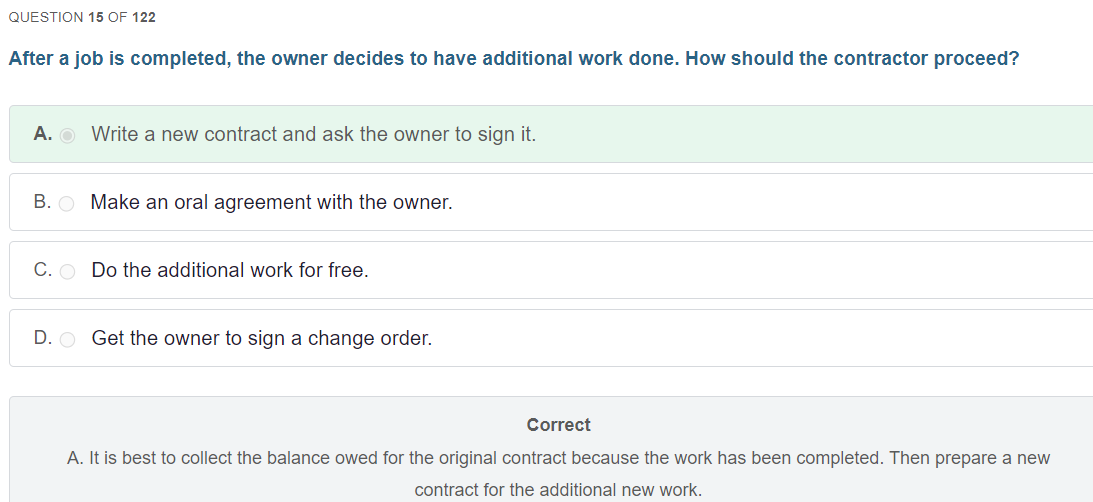 QUESTION 15 OF 122
After a job is completed, the owner decides to have additional work done. How should the contractor proceed?
A. Write a new contract and ask the owner to sign it.
B. Make an oral agreement with the owner.
C. Do the additional work for free.
D. Get the owner to sign a change order.
Correct
A. It is best to collect the balance owed for the original contract because the work has been completed. Then prepare a new
contract for the additional new work.